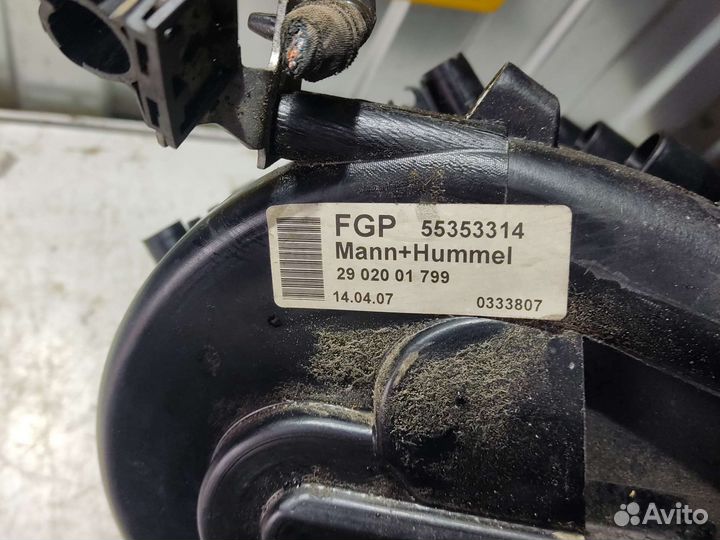 FGP 55353314
Mann+Hummel
29 020 01 799
14.04.07 0333807
Avito